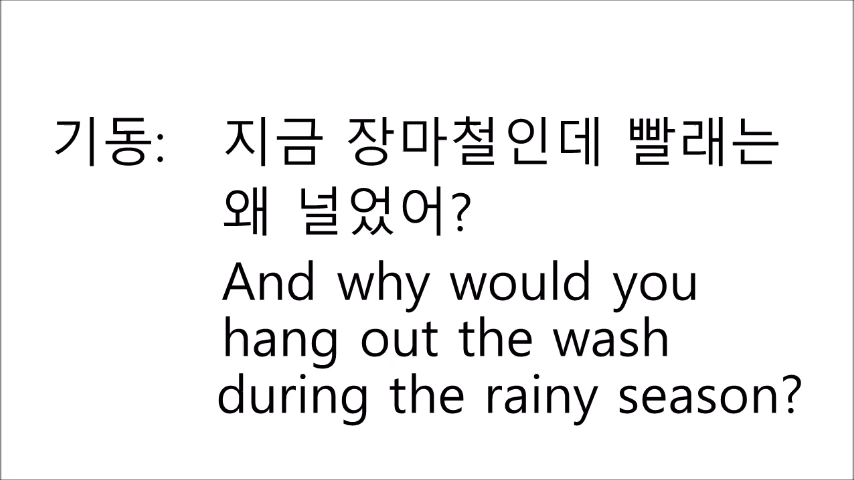 기동: 지금 장마철인데 빨래는
왜 널었어?
And why would you
hang out the wash
during the rainy season?